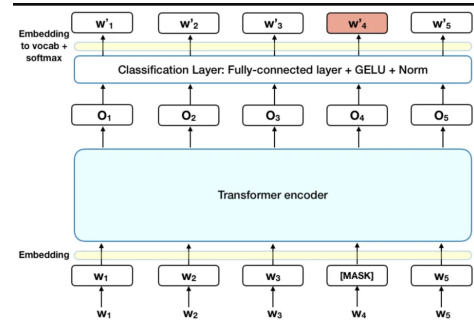 Embedding
to vocab +
softmax
w'₁ w'₂ w'₃ w'₄ w'₅
Classification Layer: Fully-connected layer + GELU + Norm
O₁ O₂ O₃ O₄ O₅
Transformer encoder
Embedding
w₁ w₂ w₃ [MASK] w₅
w₁ w₂ w₃ w₄ w₅